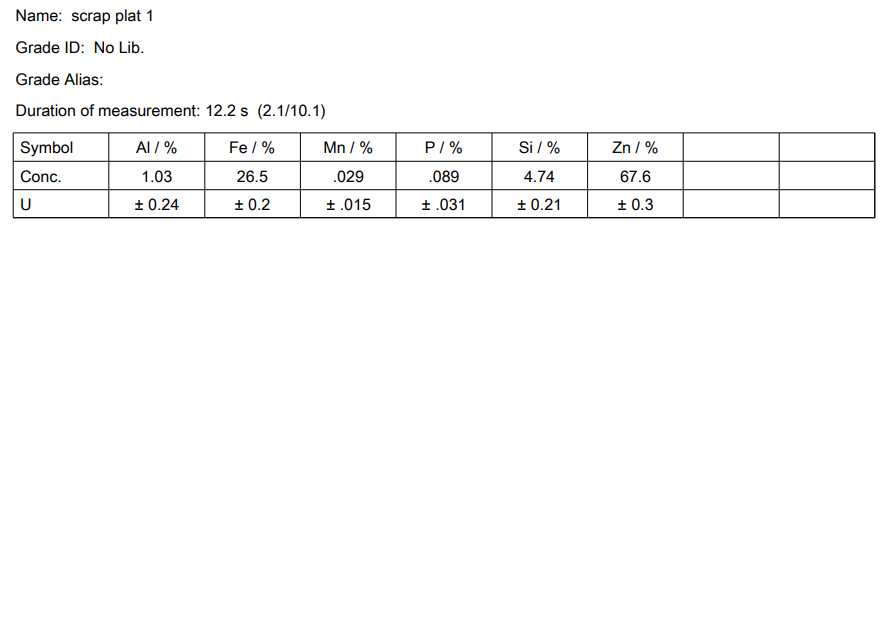 Name: scrap plat 1
Grade ID: No Lib.
Grade Alias:
Duration of measurement: 12.2 s (2.1/10.1)
Symbol Al / % Fe / % Mn / % P / % Si / % Zn / %
Conc. 1.03 26.5 .029 .089 4.74 67.6
U ± 0.24 ± 0.2 ± .015 ± .031 ± 0.21 ± 0.3